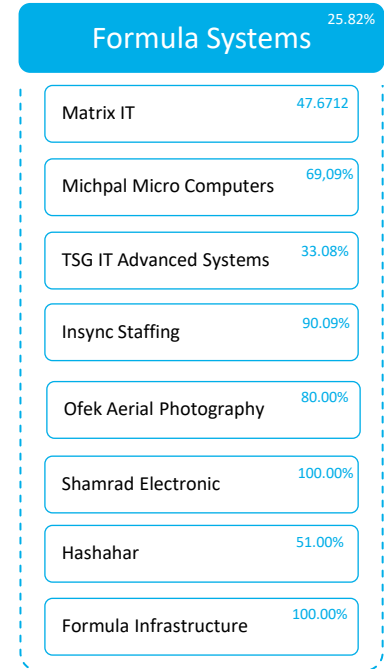 25.82%
Formula Systems
Matrix IT 47.6712
Michpal Micro Computers 69,09%
TSG IT Advanced Systems 33.08%
Insync Staffing 90.09%
Ofek Aerial Photography 80.00%
Shamrad Electronic 100.00%
Hashahar 51.00%
Formula Infrastructure 100.00%